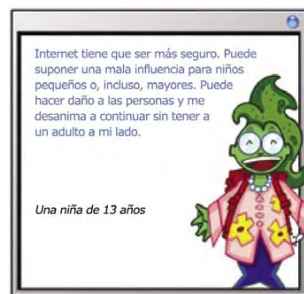 Internet tiene que ser más seguro. Puede
suponer una mala influencia para niños
pequeños o, incluso, mayores. Puede
hacer daño a las personas y me
desanima a continuar sin tener a
un adulto a mi lado.
Una niña de 13 años